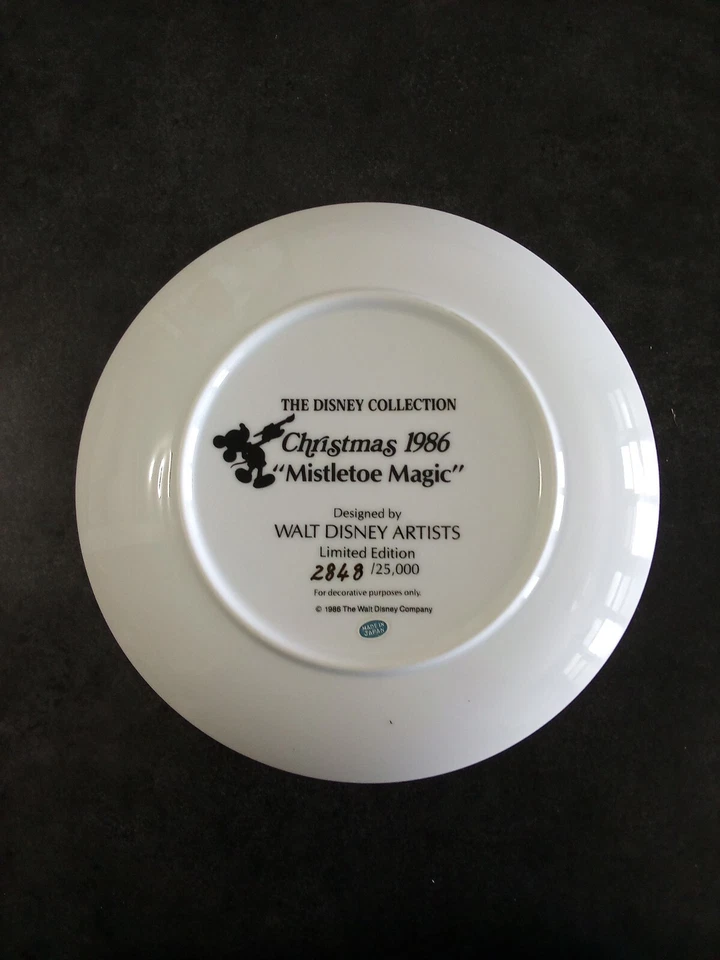 THE DISNEY COLLECTION
Christmas 1986
“Mistletoe Magic”
Designed by
WALT DISNEY ARTISTS
Limited Edition
2848 /25,000
For decorative purposes only.
© 1986 The Walt Disney Company
MADE IN
JAPAN